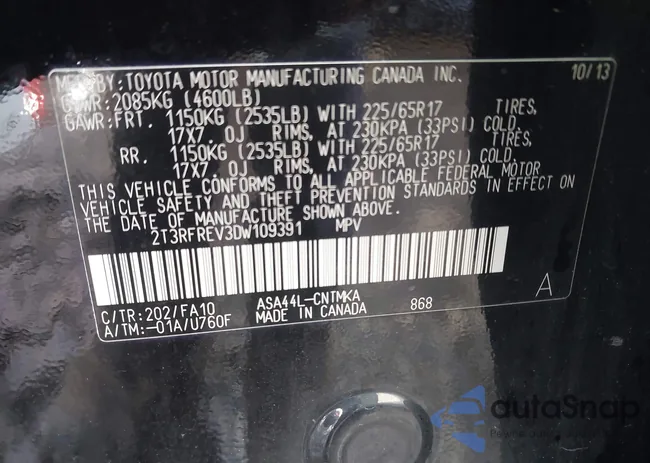 MFD. BY: TOYOTA MOTOR MANUFACTURING CANADA INC. 10/13
GVWR: 2085KG (4600LB)
GAWR: FRT. 1150KG (2535LB) WITH 225/65R17 TIRES,
17X7.0J RIMS, AT 230KPA (33PSI) COLD.
RR. 1150KG (2535LB) WITH 225/65R17 TIRES,
17X7.0J RIMS, AT 230KPA (33PSI) COLD.
THIS VEHICLE CONFORMS TO ALL APPLICABLE FEDERAL MOTOR
VEHICLE SAFETY AND THEFT PREVENTION STANDARDS IN EFFECT ON
THE DATE OF MANUFACTURE SHOWN ABOVE.
2T3RFREV3DW109391 MPV
C/TR: 202/FA10 ASA44L-CNTMKA 868 A
A/TM: -01A/U760F MADE IN CANADA
autoSnap